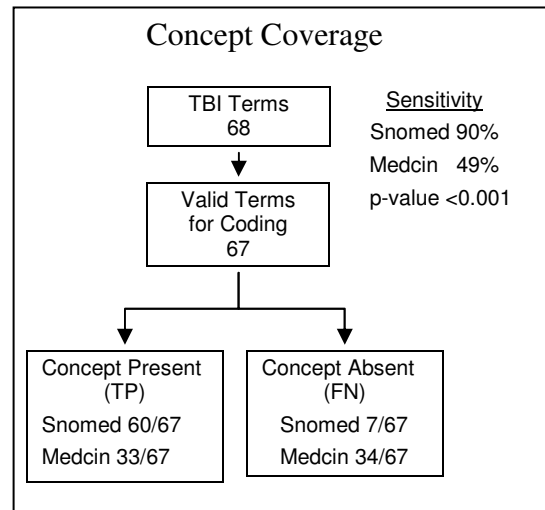 Concept Coverage
TBI Terms
68
Sensitivity
Snomed 90%
Medcin 49%
p-value <0.001
Valid Terms
for Coding
67
Concept Present
(TP)
Snomed 60/67
Medcin 33/67
Concept Absent
(FN)
Snomed 7/67
Medcin 34/67